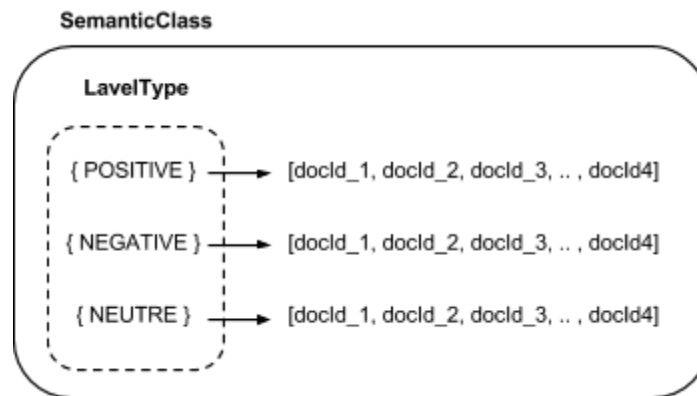 SemanticClass
LavelType
{ POSITIVE } [docId_1, docId_2, docId_3, .. , docId4]
{ NEGATIVE } [docId_1, docId_2, docId_3, .. , docId4]
{ NEUTRE } [docId_1, docId_2, docId_3, .. , docId4]